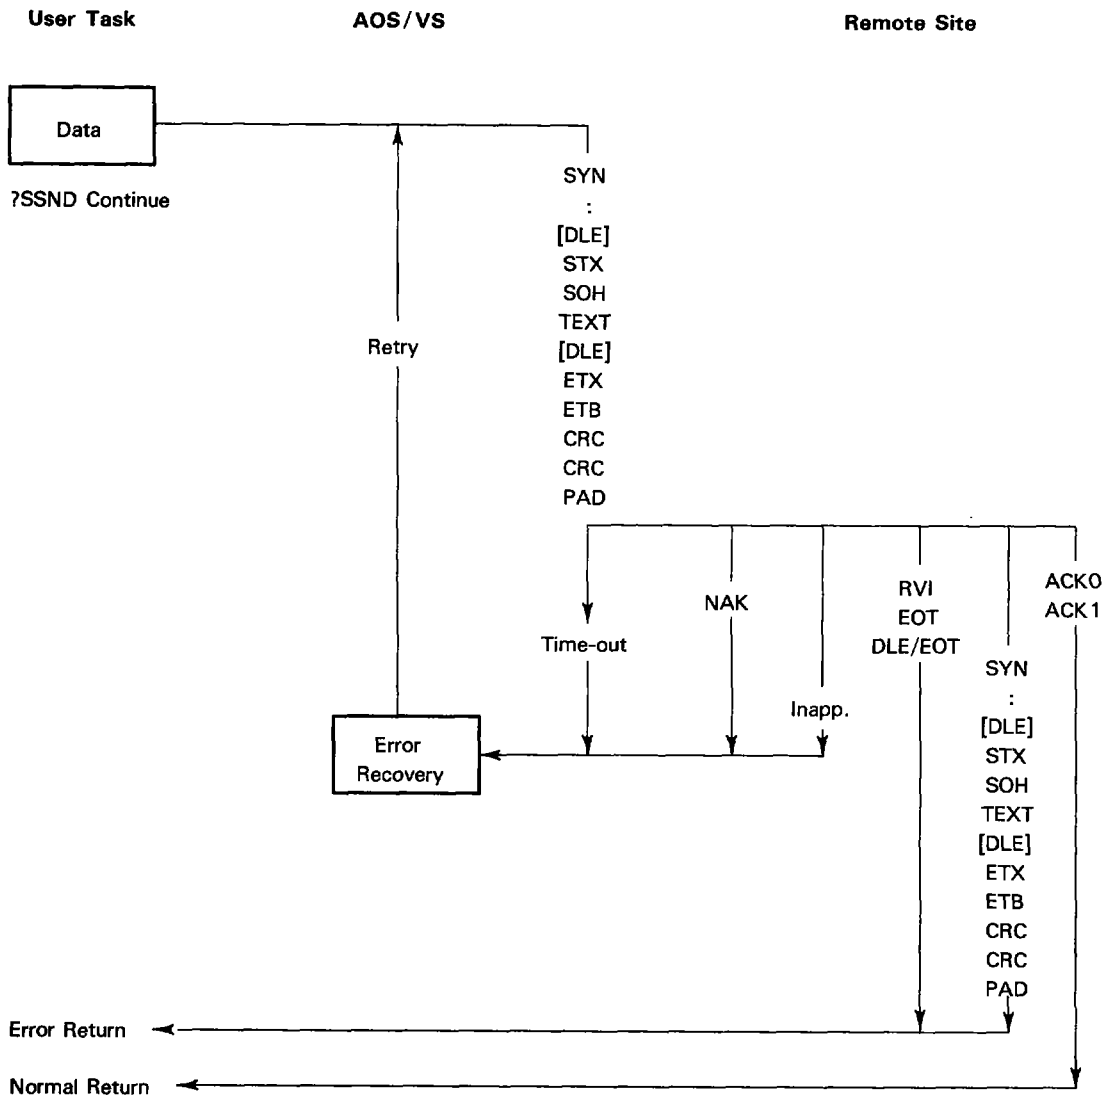 User Task AOS/VS Remote Site
Data
?SSND Continue
SYN
:
[DLE]
STX
SOH
TEXT
[DLE]
ETX
ETB
CRC
CRC
PAD
Retry
Time-out
NAK
Inapp.
RVI
EOT
DLE/EOT
SYN
:
[DLE]
STX
SOH
TEXT
[DLE]
ETX
ETB
CRC
CRC
PAD
ACK0
ACK1
Error
Recovery
Error Return
Normal Return